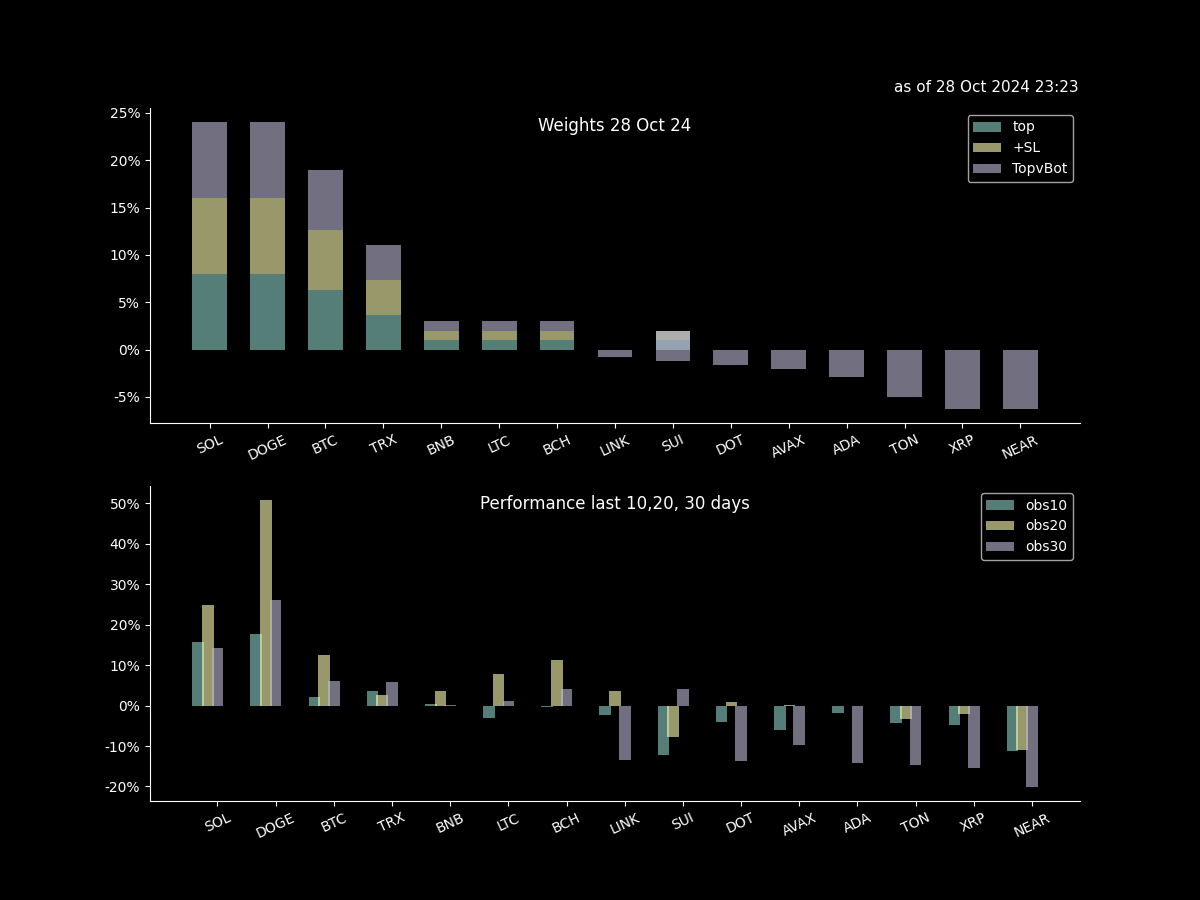 as of 28 Oct 2024 23:23
Weights 28 Oct 24
top
+SL
TopvBot
25%
20%
15%
10%
5%
0%
-5%
SOL DOGE BTC TRX BNB LTC BCH LINK SUI DOT AVAX ADA TON XRP NEAR
Performance last 10,20, 30 days
obs10
obs20
obs30
50%
40%
30%
20%
10%
0%
-10%
-20%
SOL DOGE BTC TRX BNB LTC BCH LINK SUI DOT AVAX ADA TON XRP NEAR